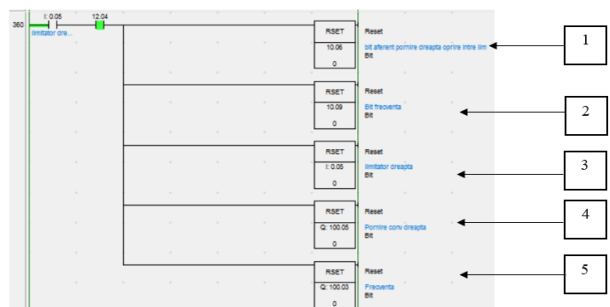 I: 0.05 12.04
360
limitator dre...
RSET Reset
10.06 bit aferent pornire dreapta oprire intre lim
Bit
0
1
RSET Reset
10.09 Bit frecventa
Bit
0
2
RSET Reset
I: 0.05 limitator dreapta
Bit
0
3
RSET Reset
Q: 100.05 Pornire conv dreapta
Bit
0
4
RSET Reset
Q: 100.03 Frecventa
Bit
0
5